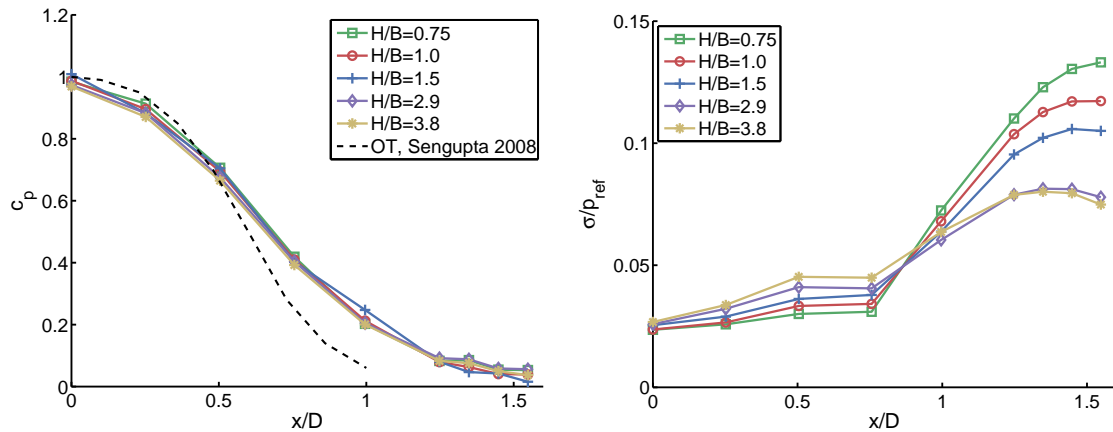 1.2
1
0.8
0.6
0.4
0.2
0
c_p
0
0.5
1
1.5
x/D
H/B=0.75
H/B=1.0
H/B=1.5
H/B=2.9
H/B=3.8
OT, Sengupta 2008
0.15
0.1
0.05
0
σ/p_ref
0
0.5
1
1.5
x/D
H/B=0.75
H/B=1.0
H/B=1.5
H/B=2.9
H/B=3.8